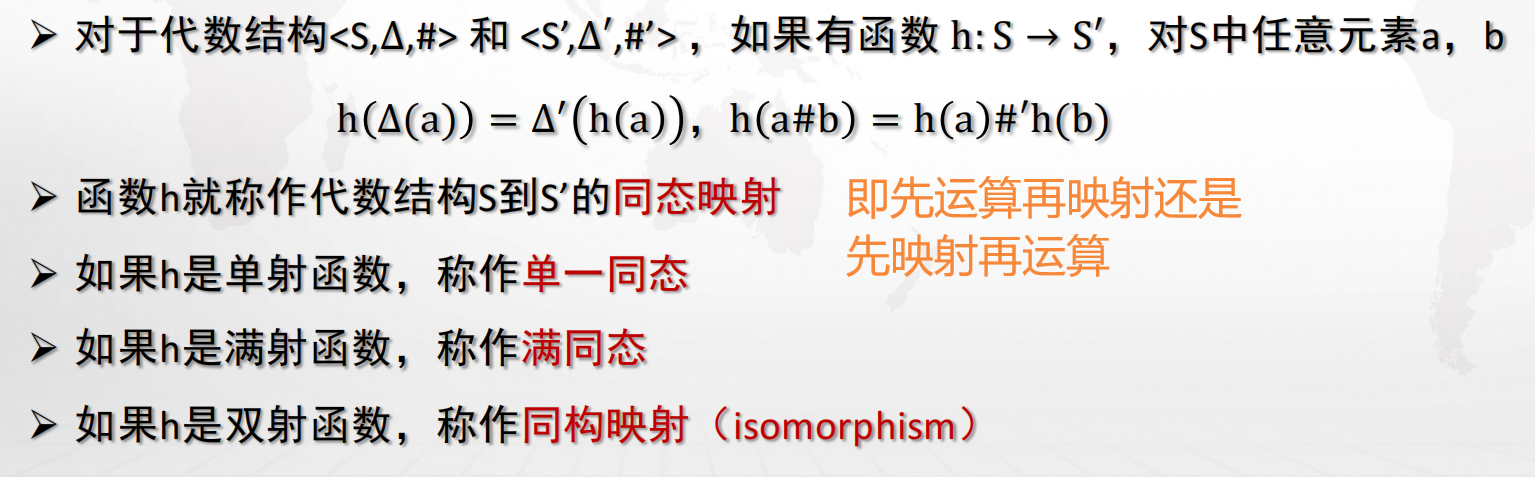 ➢ 对于代数结构<S,Δ,#> 和 <S’,Δ′,#’>，如果有函数 h: S → S′，对S中任意元素a，b
h(Δ(a)) = Δ′(h(a))，h(a#b) = h(a)#′h(b)
➢ 函数h就称作代数结构S到S’的同态映射
即先运算再映射还是
先映射再运算
➢ 如果h是单射函数，称作单一同态
➢ 如果h是满射函数，称作满同态
➢ 如果h是双射函数，称作同构映射（isomorphism）